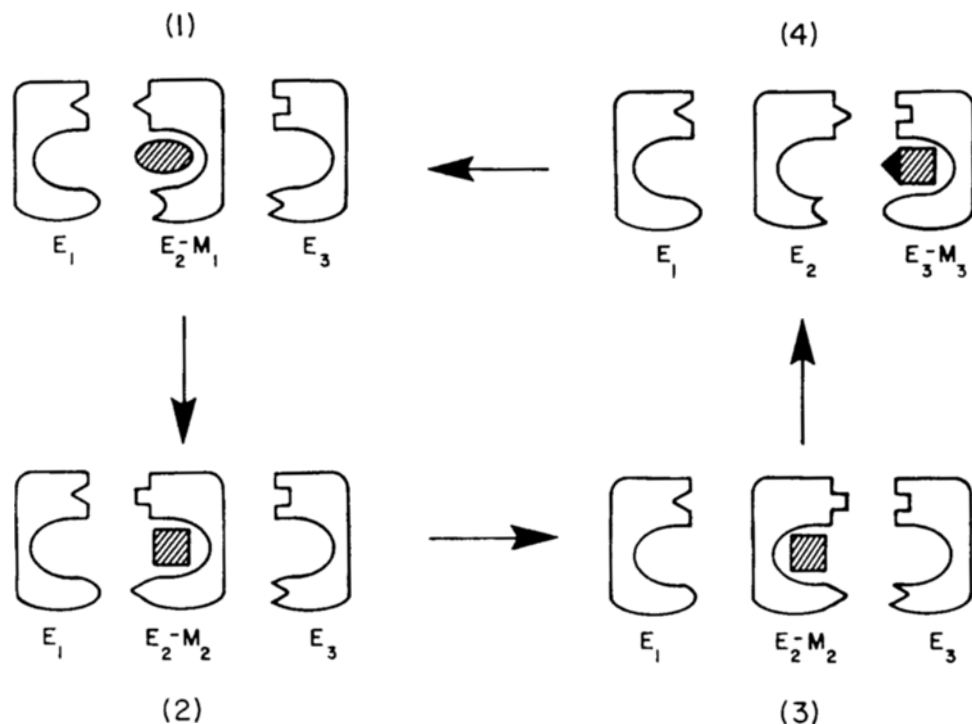 (1)
(4)
E₁ E₂-M₁ E₃
E₁ E₂ E₃-M₃
E₁ E₂-M₂ E₃
E₁ E₂-M₂ E₃
(2)
(3)